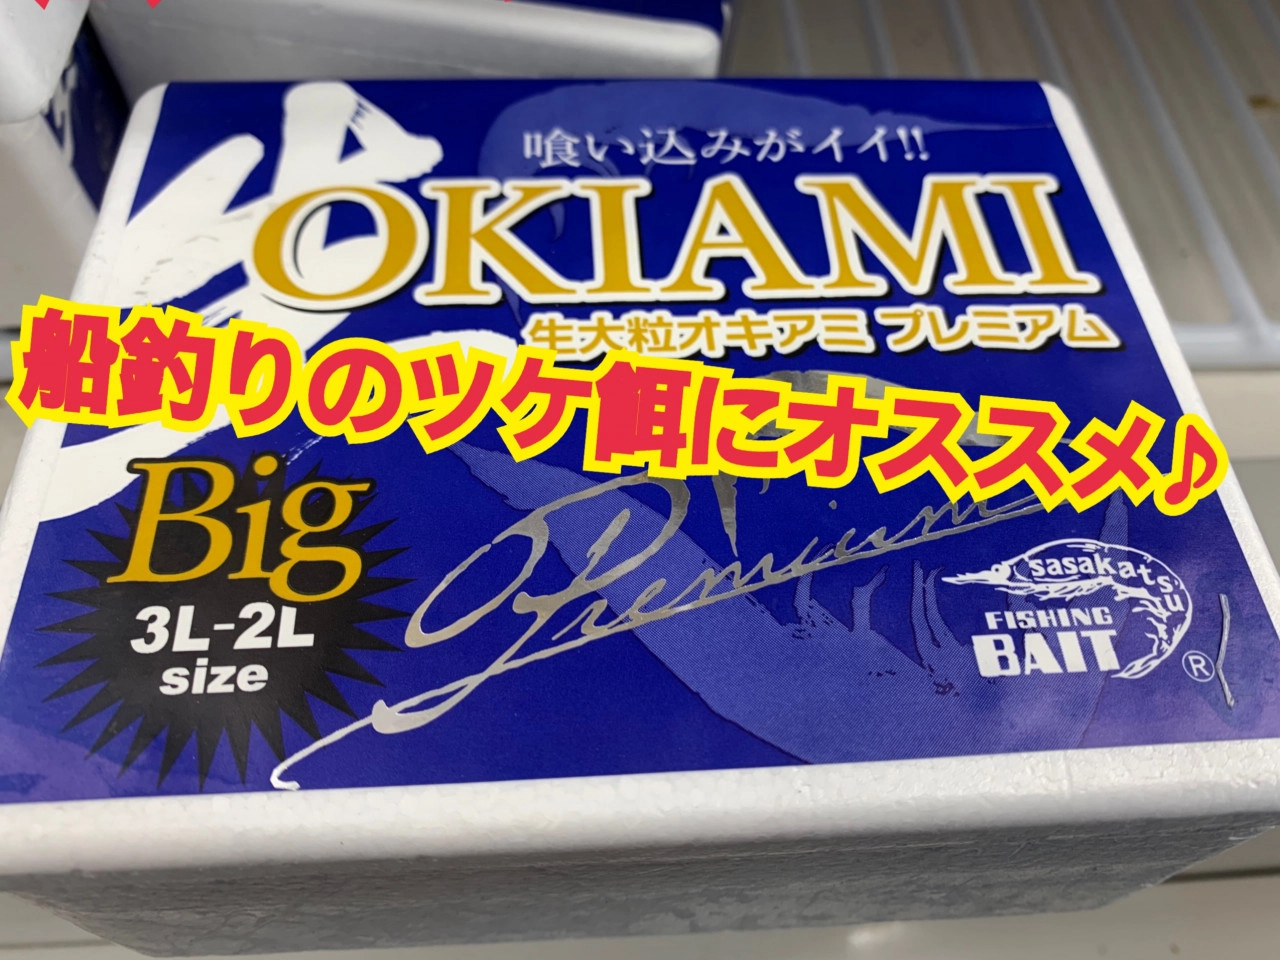 喰い込みがイイ!!
OKIAMI
生大粒オキアミ プレミアム
船釣りのツケ餌にオススメ♪
Big
3L-2L
size
Premium
sasakatsu
FISHING
BAIT
®